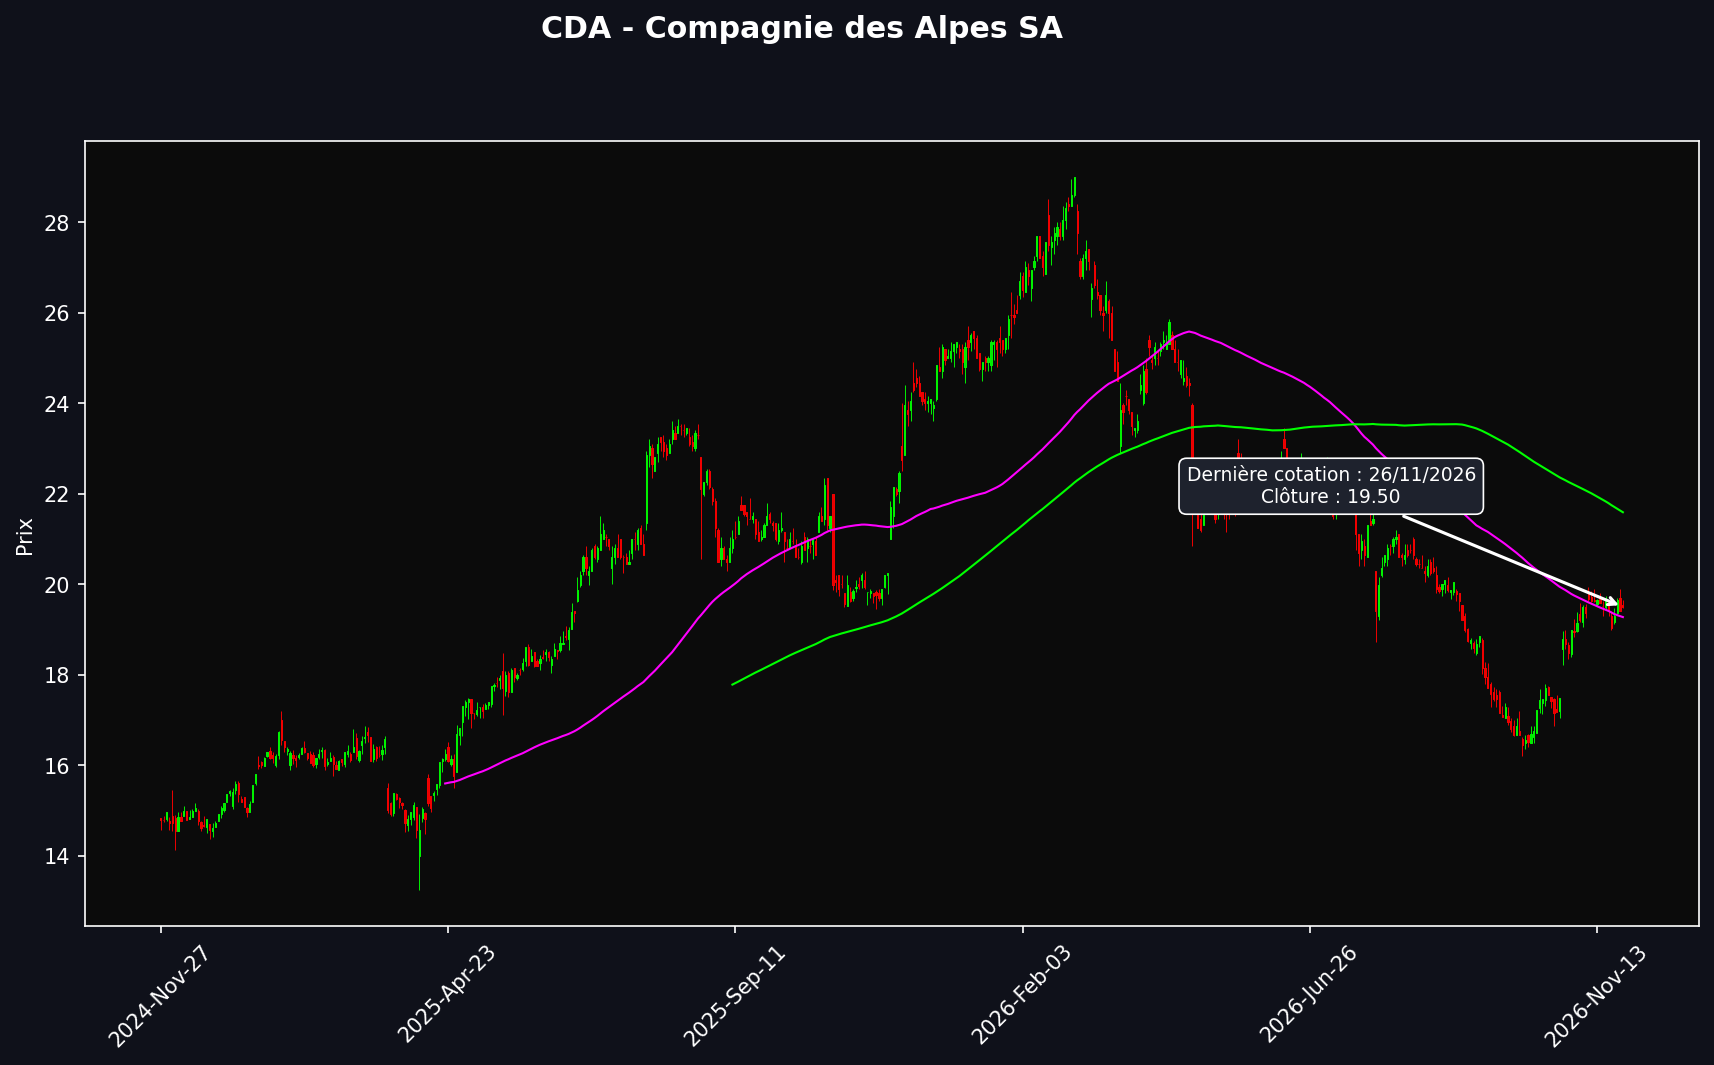 CDA - Compagnie des Alpes SA
Prix
28
26
24
22
20
18
16
14
Dernière cotation : 26/11/2026
Clôture : 19.50
2024-Nov-27
2025-Apr-23
2025-Sep-11
2026-Feb-03
2026-Jun-26
2026-Nov-13